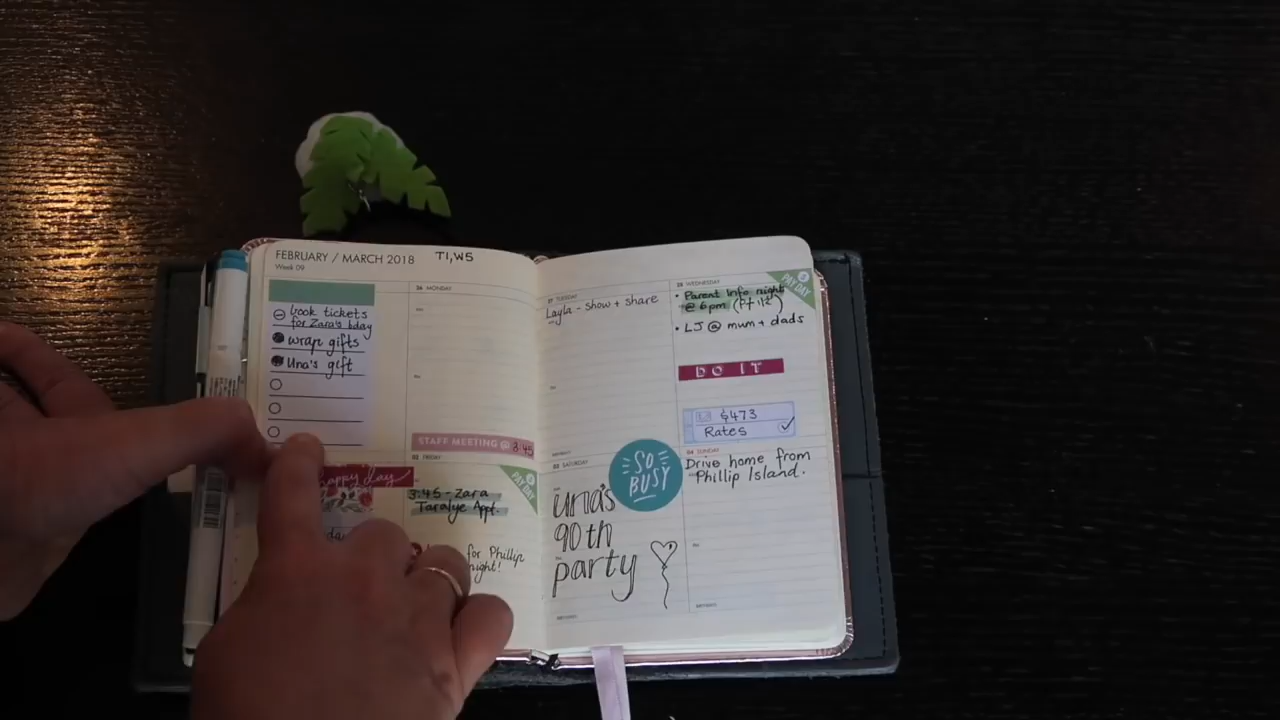 FEBRUARY / MARCH 2018 T1,W5
Week 09
book tickets
for Zara's bday
wrap gifts
Una's gift
26 MONDAY
STAFF MEETING @ 8:45
happy day
02 FRIDAY
PAY DAY
3.45 - Zara
Taralye Appt.
for Phillip
night!
27 TUESDAY
Layla - show + share
28 WEDNESDAY
PAY DAY
• Parent Info night
@ 6pm
• LJ @ mum + dads
DO IT
$473
Rates
03 SATURDAY
SO
BUSY
una's
90th
party
04 SUNDAY
Drive home from
Phillip Island.